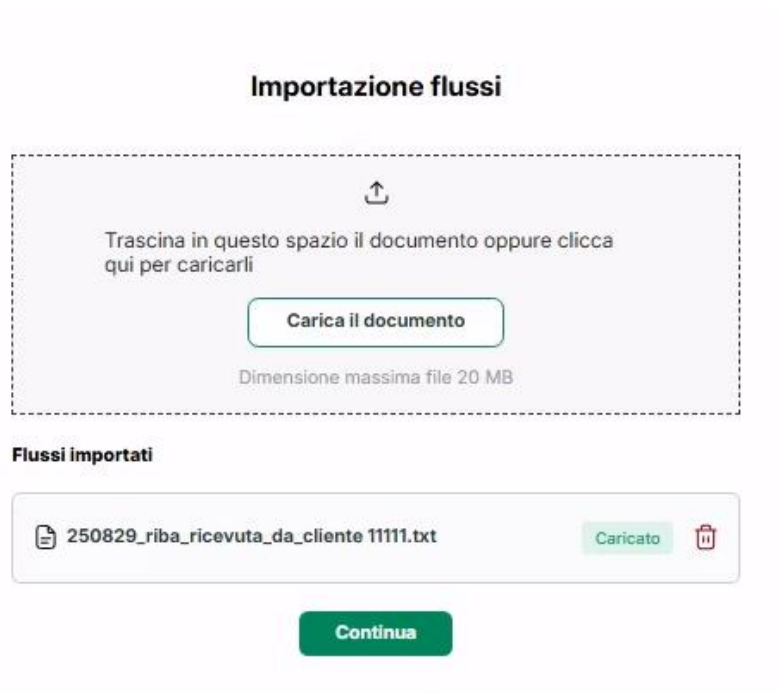 Importazione flussi
Trascina in questo spazio il documento oppure clicca
qui per caricarli
Carica il documento
Dimensione massima file 20 MB
Flussi importati
250829_riba_ricevuta_da_cliente 11111.txt
Caricato
Continua